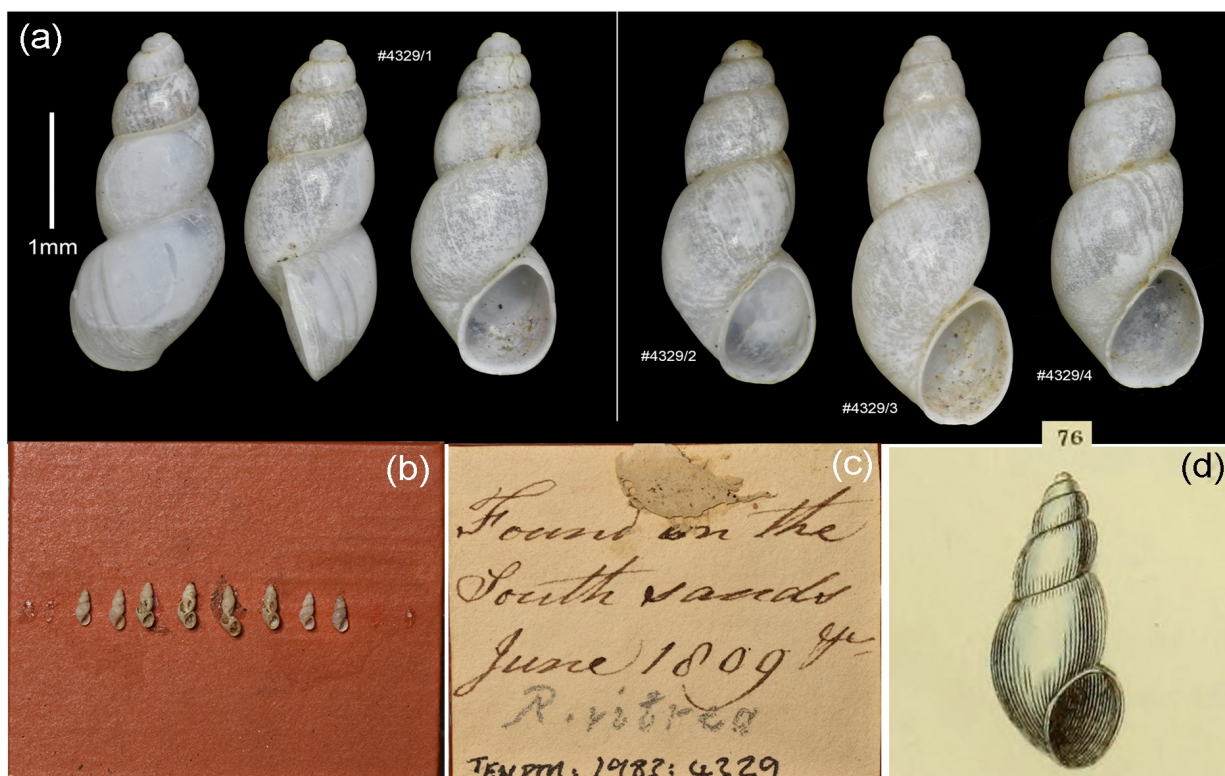 (a)
#4329/1
1mm
#4329/2
#4329/3
#4329/4
(b)
(c)
Found on the
South sands
June 1809 &c
R. vitrea
TENPM: 1983: 4229
76
(d)